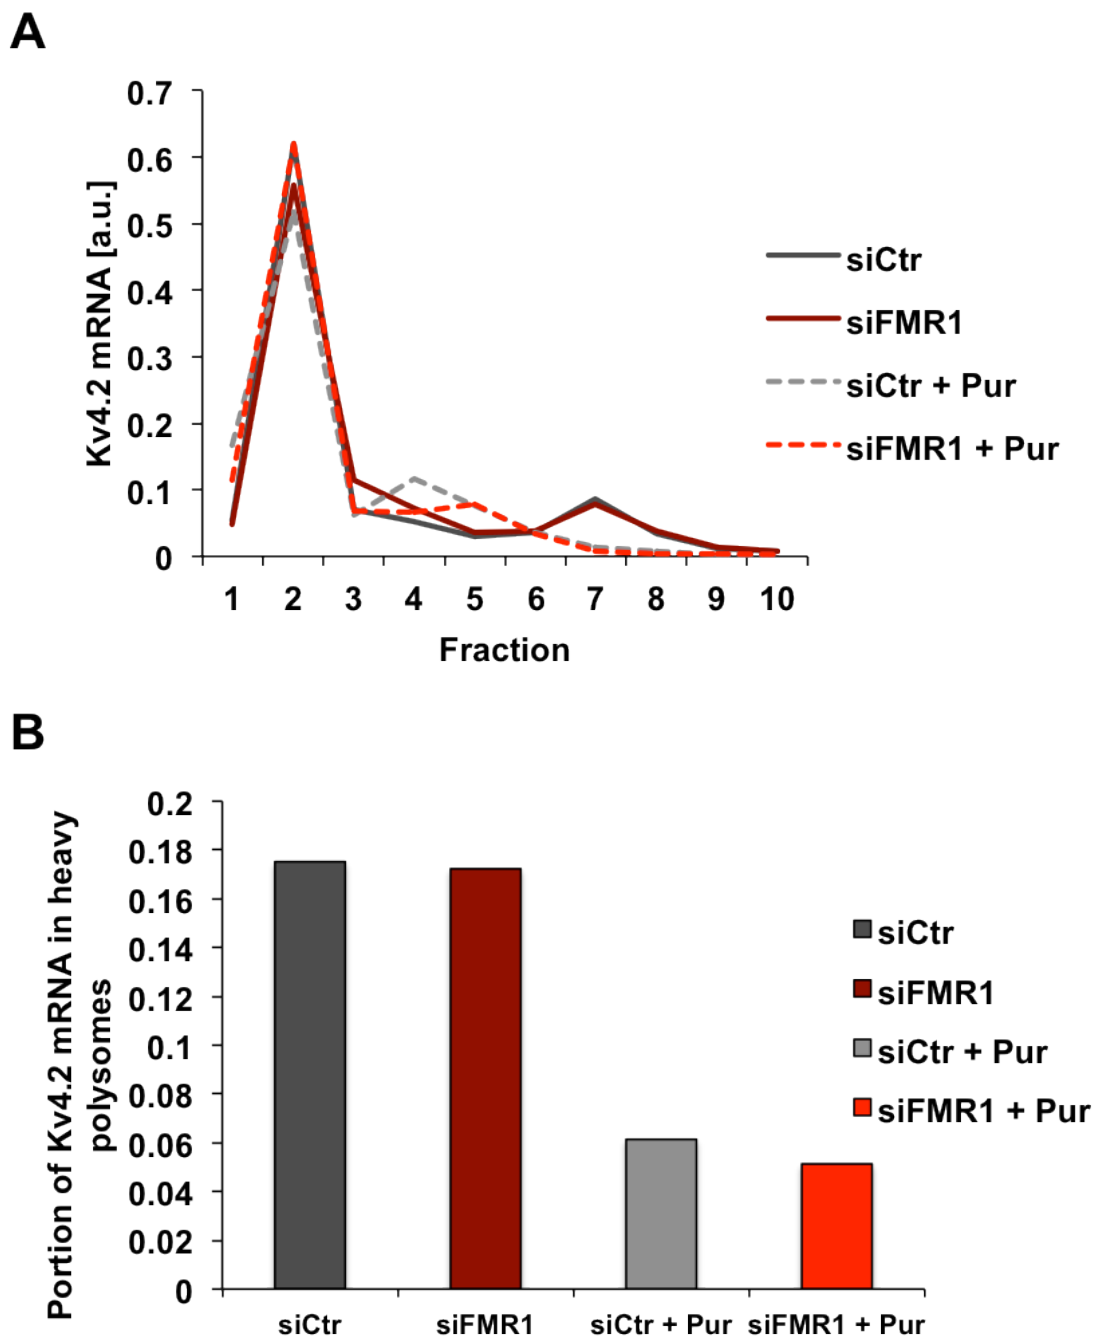 A
0.7
0.6
0.5
0.4
0.3
0.2
0.1
0
Kv4.2 mRNA [a.u.]
1 2 3 4 5 6 7 8 9 10
Fraction
siCtr
siFMR1
siCtr + Pur
siFMR1 + Pur
B
0.2
0.18
0.16
0.14
0.12
0.1
0.08
0.06
0.04
0.02
0
Portion of Kv4.2 mRNA in heavy
polysomes
siCtr siFMR1 siCtr + Pur siFMR1 + Pur
siCtr
siFMR1
siCtr + Pur
siFMR1 + Pur